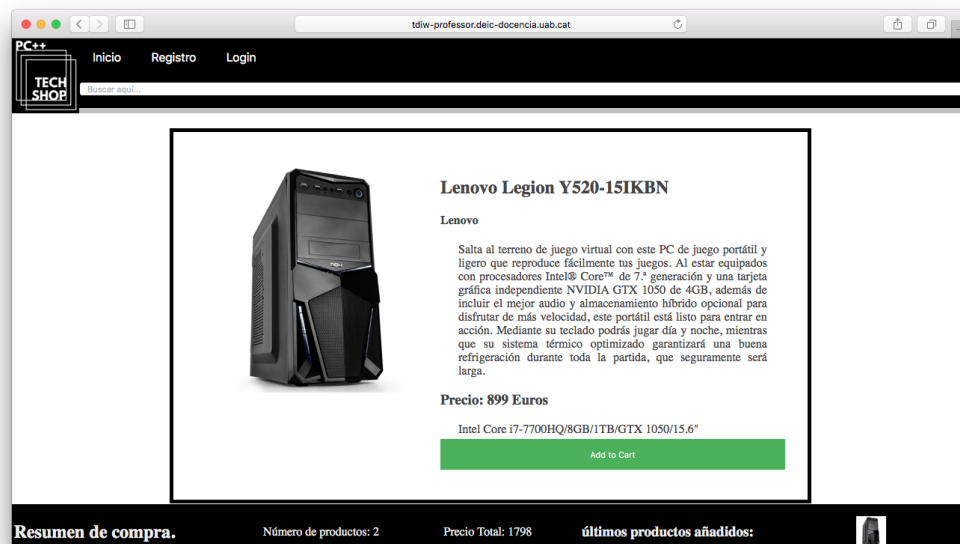 tdiw-professor.deic-docencia.uab.cat
PC++
TECH
SHOP
Inicio Registro Login
Buscar aquí...
Lenovo Legion Y520-15IKBN
Lenovo
Salta al terreno de juego virtual con este PC de juego portátil y
ligero que reproduce fácilmente tus juegos. Al estar equipados
con procesadores Intel® Core™ de 7.ª generación y una tarjeta
gráfica independiente NVIDIA GTX 1050 de 4GB, además de
incluir el mejor audio y almacenamiento híbrido opcional para
disfrutar de más velocidad, este portátil está listo para entrar en
acción. Mediante su teclado podrás jugar día y noche, mientras
que su sistema térmico optimizado garantizará una buena
refrigeración durante toda la partida, que seguramente será
larga.
Precio: 899 Euros
Intel Core i7-7700HQ/8GB/1TB/GTX 1050/15.6"
Add to Cart
Resumen de compra. Número de productos: 2 Precio Total: 1798 últimos productos añadidos: